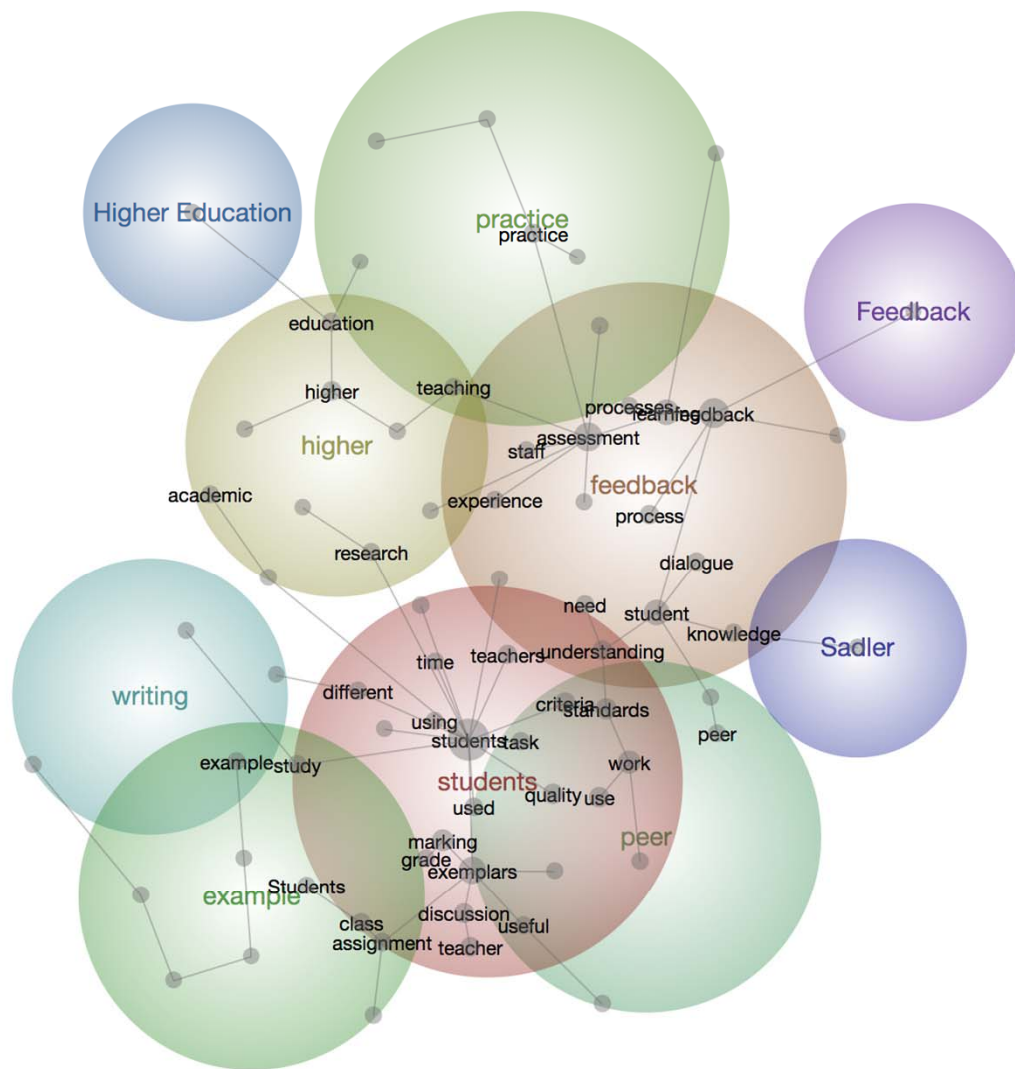 Higher Education
practice
practice
Feedback
education
higher
teaching
processes
learning
feedback
assessment
higher
staff
feedback
academic
experience
process
research
dialogue
need
student
knowledge
Sadler
time
teachers
understanding
writing
different
criteria
standards
using
students
task
peer
example
study
work
students
used
quality
use
marking
peer
grade
exemplars
Students
example
class
discussion
useful
assignment
teacher